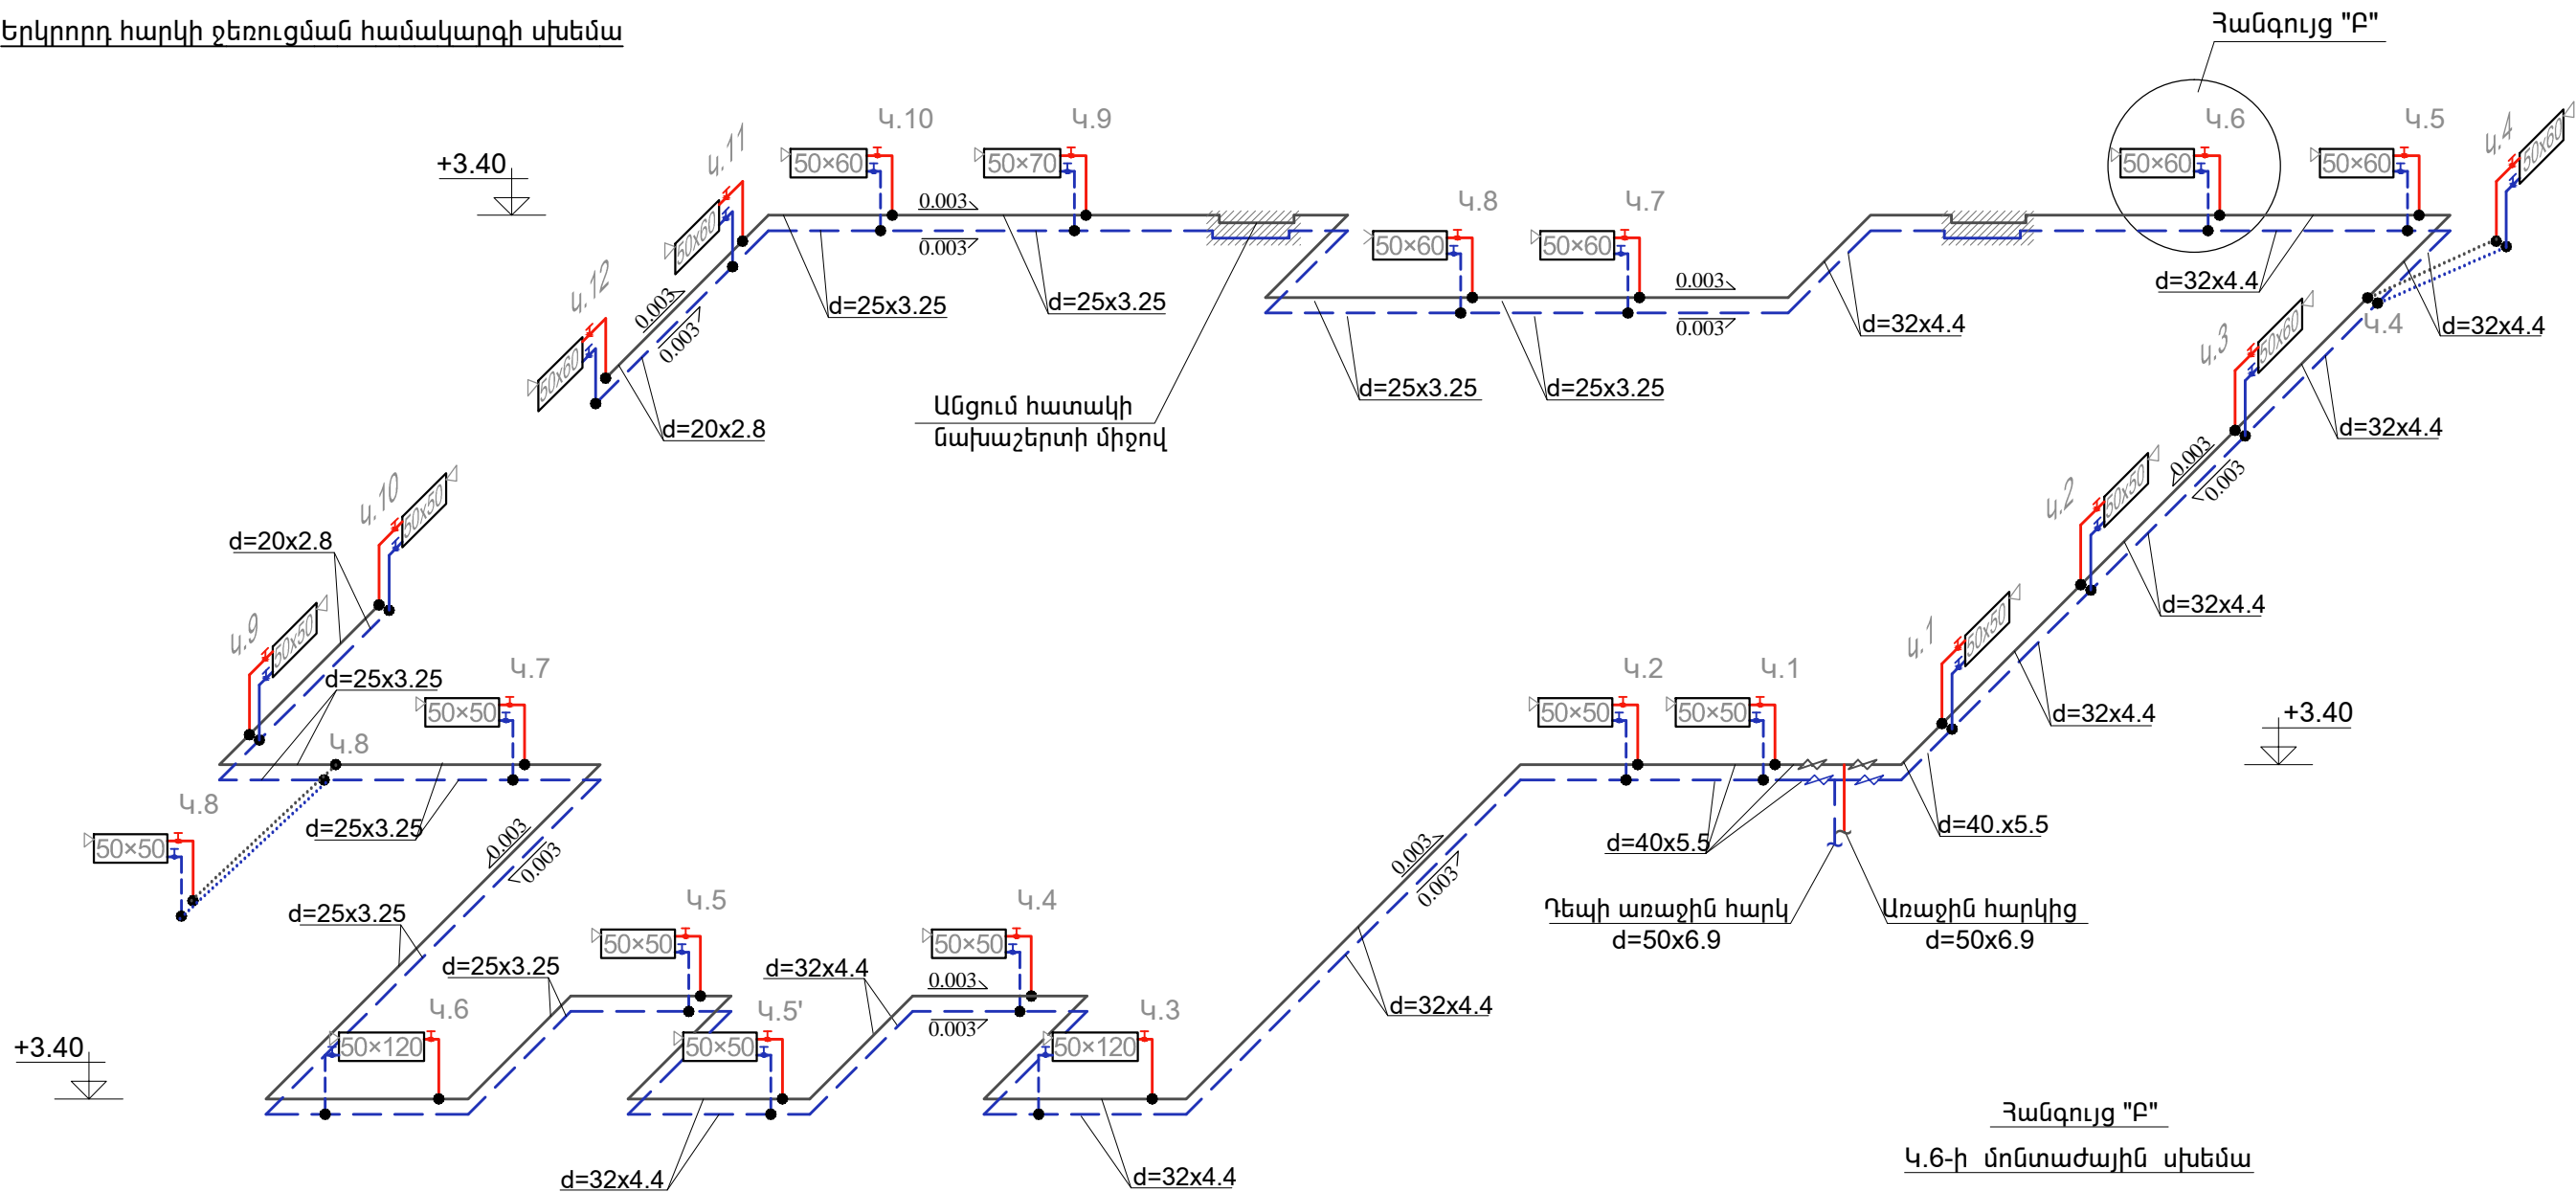 Երկրորդ հարկի ջեռուցման համակարգի սխեմա
Հանգույց "Բ"
+3.40
կ.12
50x60
կ.11
50x60
Կ.10
50×60
Կ.9
50×70
0.003
0.003
0.003
0.003
d=20x2.8
d=25x3.25
d=25x3.25
Անցում հատակի
նախաշերտի միջով
Կ.8
50×60
Կ.7
50×60
0.003
0.003
d=25x3.25
d=25x3.25
d=32x4.4
Կ.6
50×60
Կ.5
50×60
d=32x4.4
կ.4
50x60
Կ.4
d=32x4.4
կ.3
50x60
d=32x4.4
0.003
0.003
կ.2
50x50
d=32x4.4
կ.1
50x50
d=32x4.4
+3.40
d=40.x5.5
կ.10
50x50
d=20x2.8
կ.9
50x50
d=25x3.25
Կ.7
50×50
Կ.8
Կ.8
50×50
d=25x3.25
0.003
0.003
d=25x3.25
d=25x3.25
Կ.2
50×50
Կ.1
50×50
d=40x5.5
Դեպի առաջին հարկ
d=50x6.9
Առաջին հարկից
d=50x6.9
0.003
0.003
d=32x4.4
Կ.5
50×50
Կ.4
50×50
d=32x4.4
0.003
0.003
+3.40
Կ.6
50×120
Կ.5'
50×50
Կ.3
50×120
d=32x4.4
d=32x4.4
Հանգույց "Բ"
Կ.6-ի մոնտաժային սխեմա